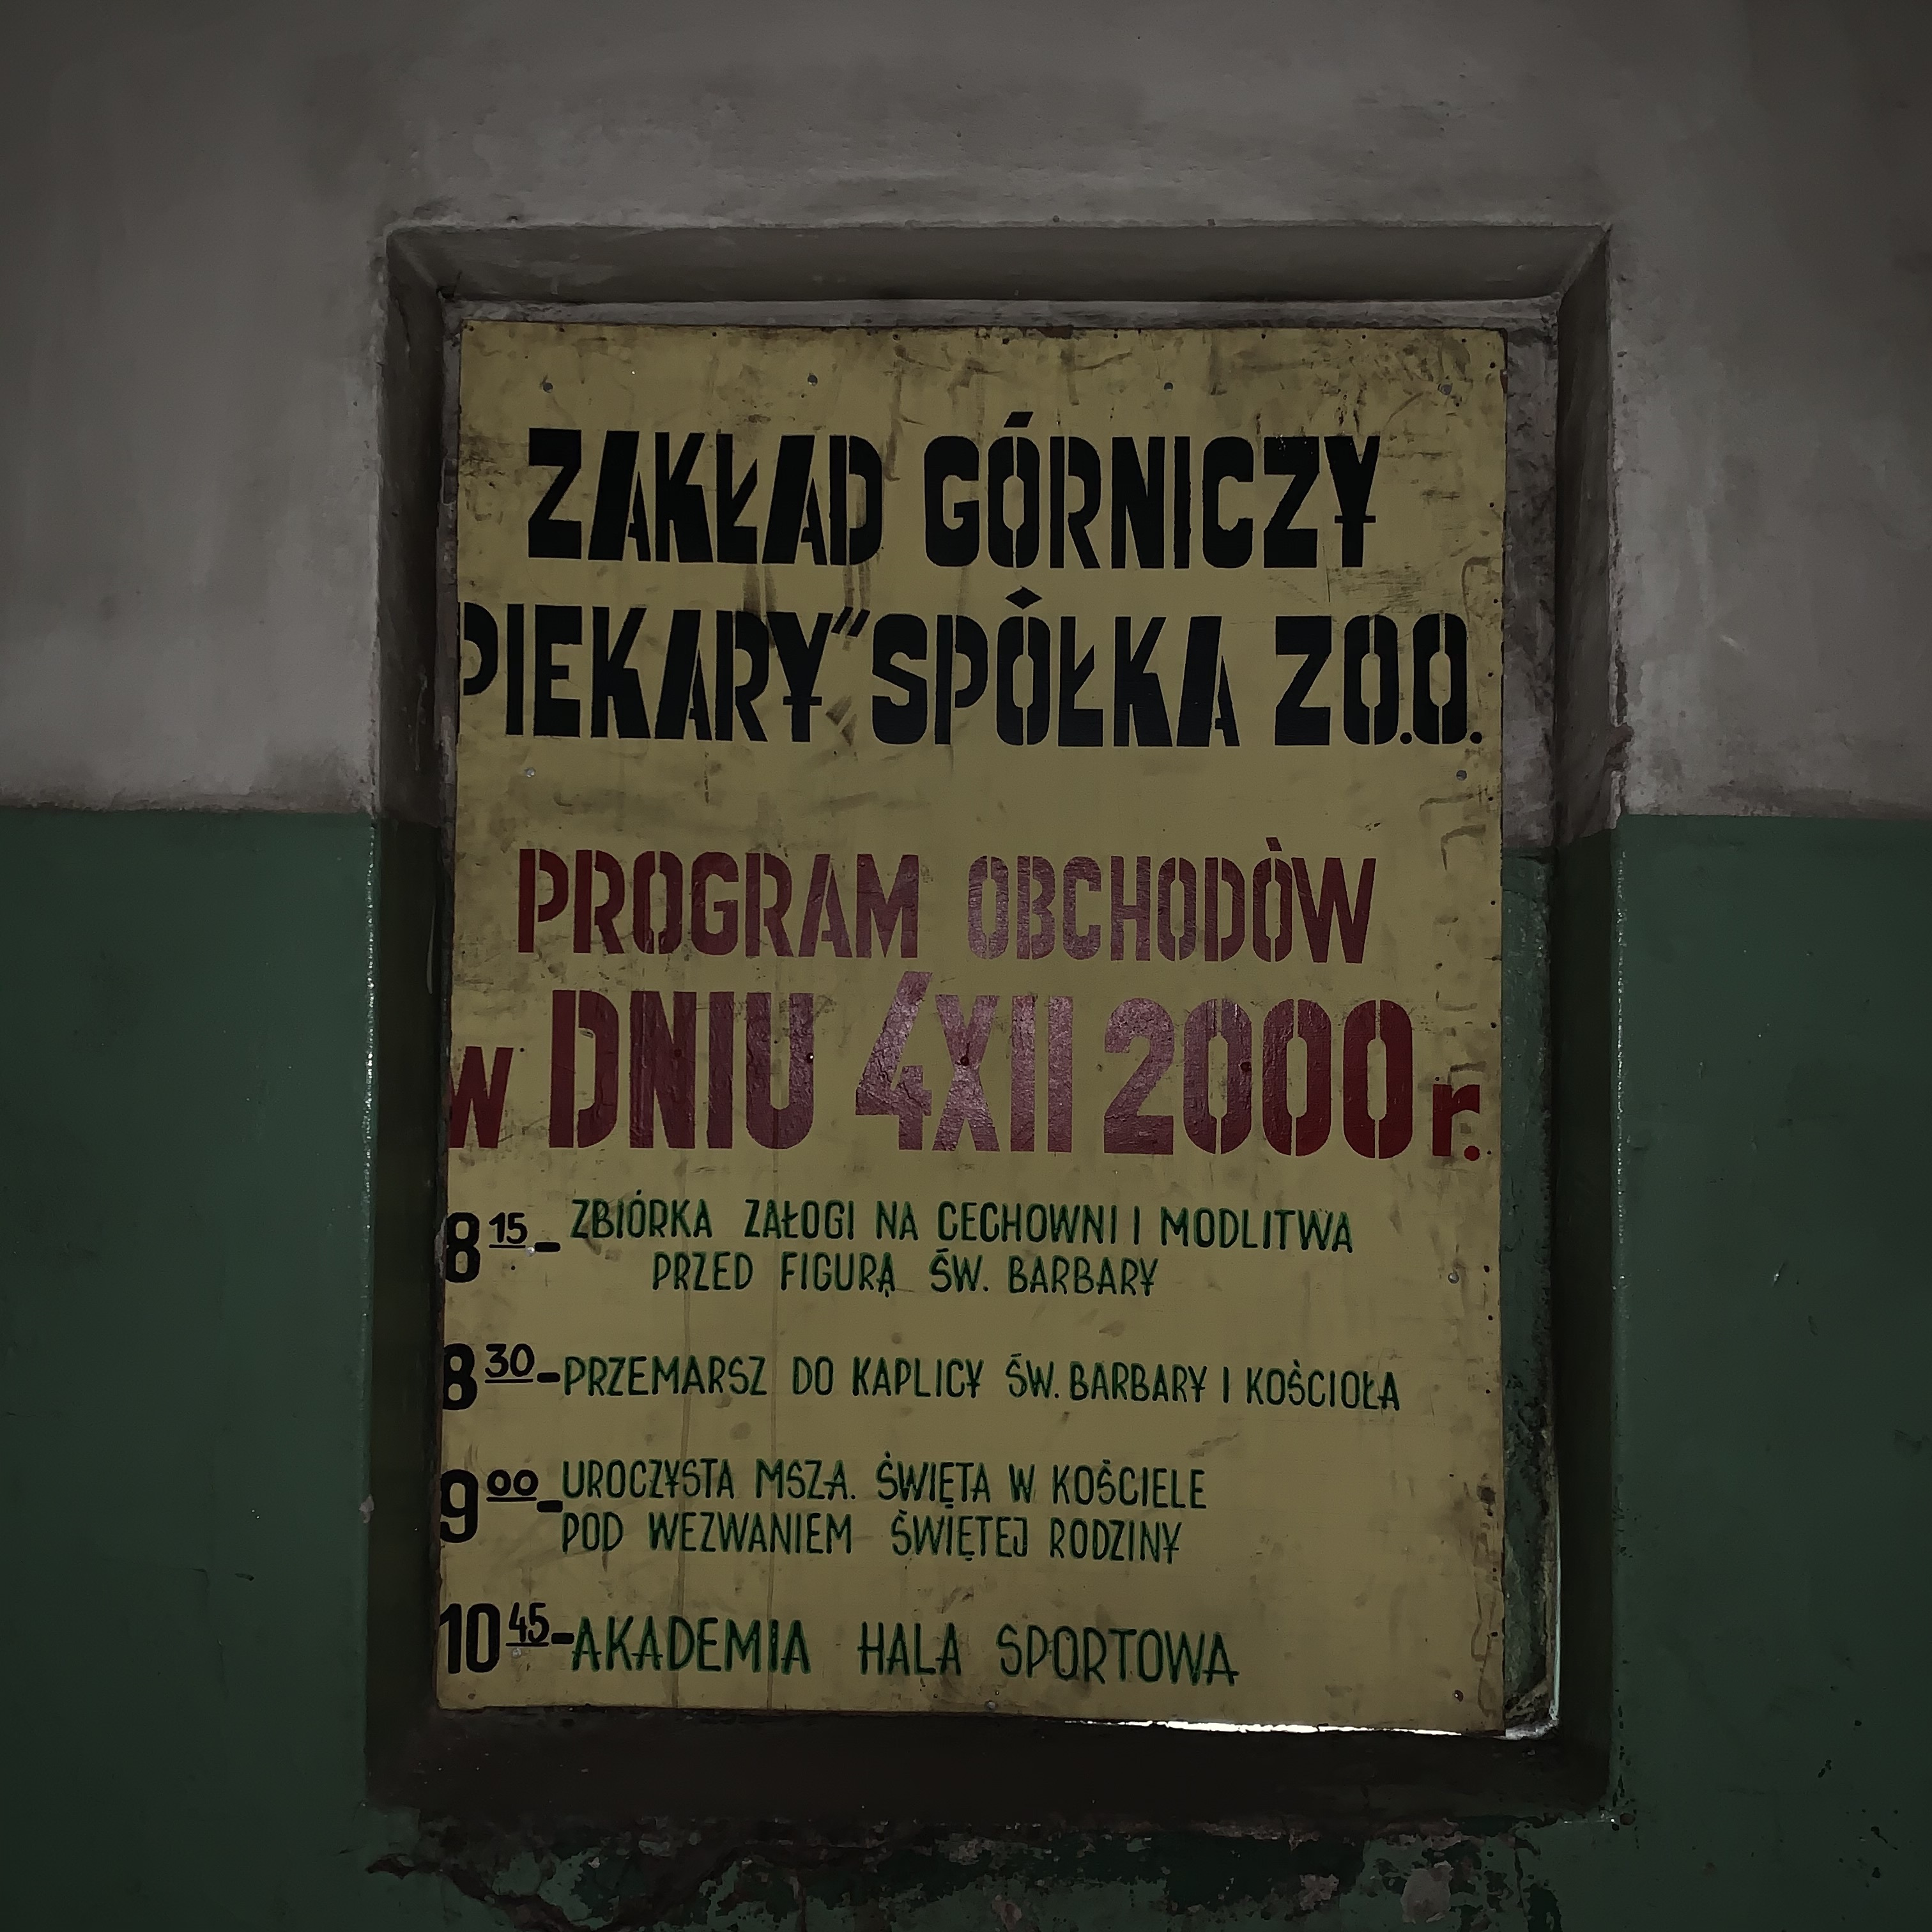 ZAKŁAD GÓRNICZY
PIEKARY" SPÓŁKA ZO.O.
PROGRAM OBCHODÓW
W DNIU 4XII 2000 r.
8 15 - ZBIÓRKA ZAŁOGI NA CECHOWNI I MODLITWA
PRZED FIGURĄ ŚW. BARBARY
8 30 - PRZEMARSZ DO KAPLICY ŚW. BARBARY I KOŚCIOŁA
9 00 - UROCZYSTA MSZA. ŚWIĘTA W KOŚCIELE
POD WEZWANIEM ŚWIĘTEJ RODZINY
10 45 - AKADEMIA HALA SPORTOWA